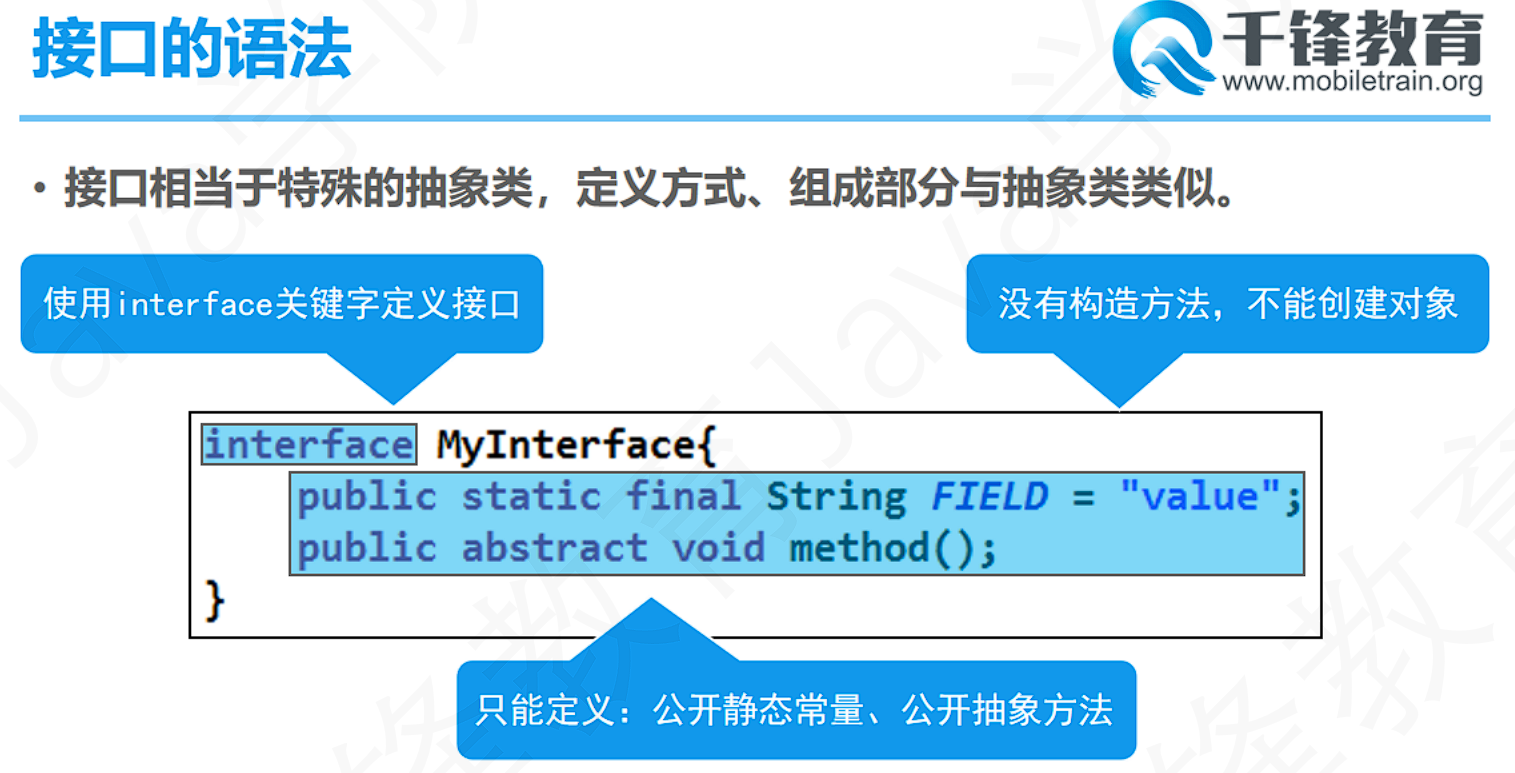 接口的语法
千锋教育
www.mobiletrain.org
• 接口相当于特殊的抽象类，定义方式、组成部分与抽象类类似。
使用interface关键字定义接口
没有构造方法，不能创建对象
interface MyInterface{
public static final String FIELD = "value";
public abstract void method();
}
只能定义：公开静态常量、公开抽象方法